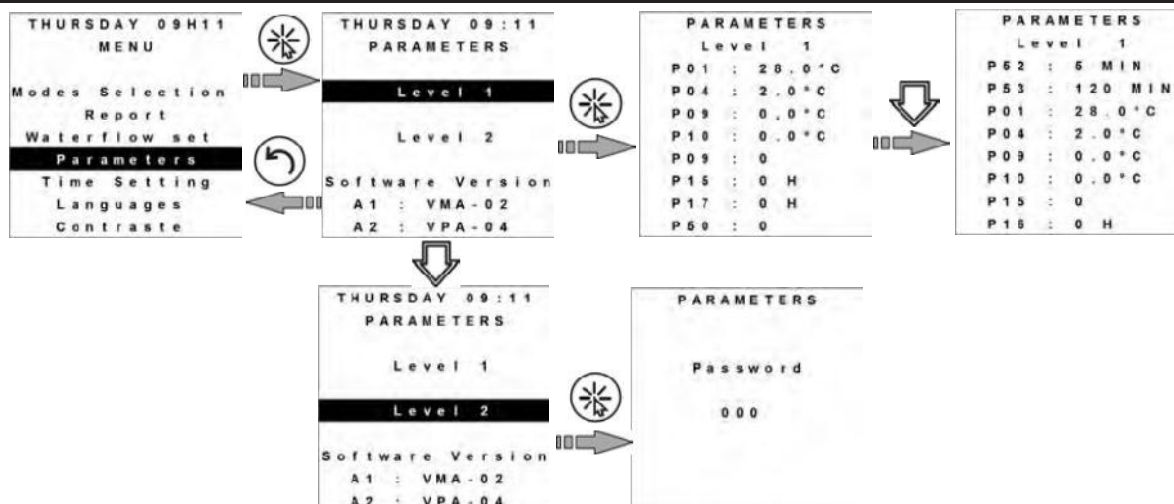 THURSDAY 09H11
MENU
Modes Selection
Report
Waterflow set
Parameters
Time Setting
Languages
Contraste
THURSDAY 09:11
PARAMETERS
Level 1
Level 2
Software Version
A1 : VMA-02
A2 : VPA-04
PARAMETERS
Level 1
P01 : 28.0°C
P04 : 2.0°C
P09 : 0.0°C
P10 : 0.0°C
P09 : 0
P15 : 0 H
P17 : 0 H
P50 : 0
PARAMETERS
Level 1
P52 : 5 MIN
P53 : 120 MIN
P01 : 28.0°C
P04 : 2.0°C
P09 : 0.0°C
P10 : 0.0°C
P15 : 0
P16 : 0 H
THURSDAY 09:11
PARAMETERS
Level 1
Level 2
Software Version
A1 : VMA-02
A2 : VPA-04
PARAMETERS
Password
000